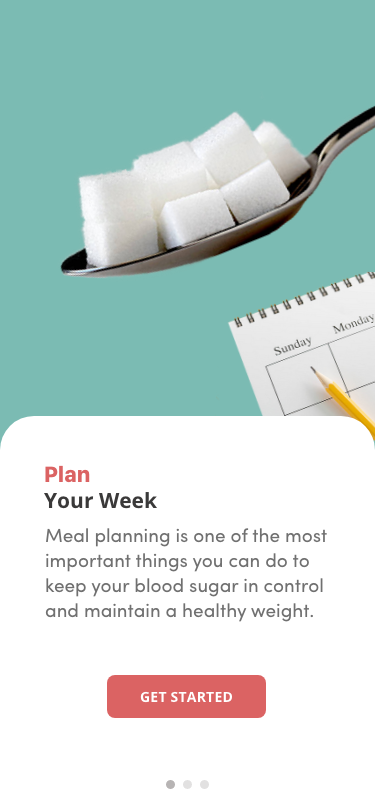 Sunday
Monday
Plan
Your Week
Meal planning is one of the most
important things you can do to
keep your blood sugar in control
and maintain a healthy weight.
GET STARTED